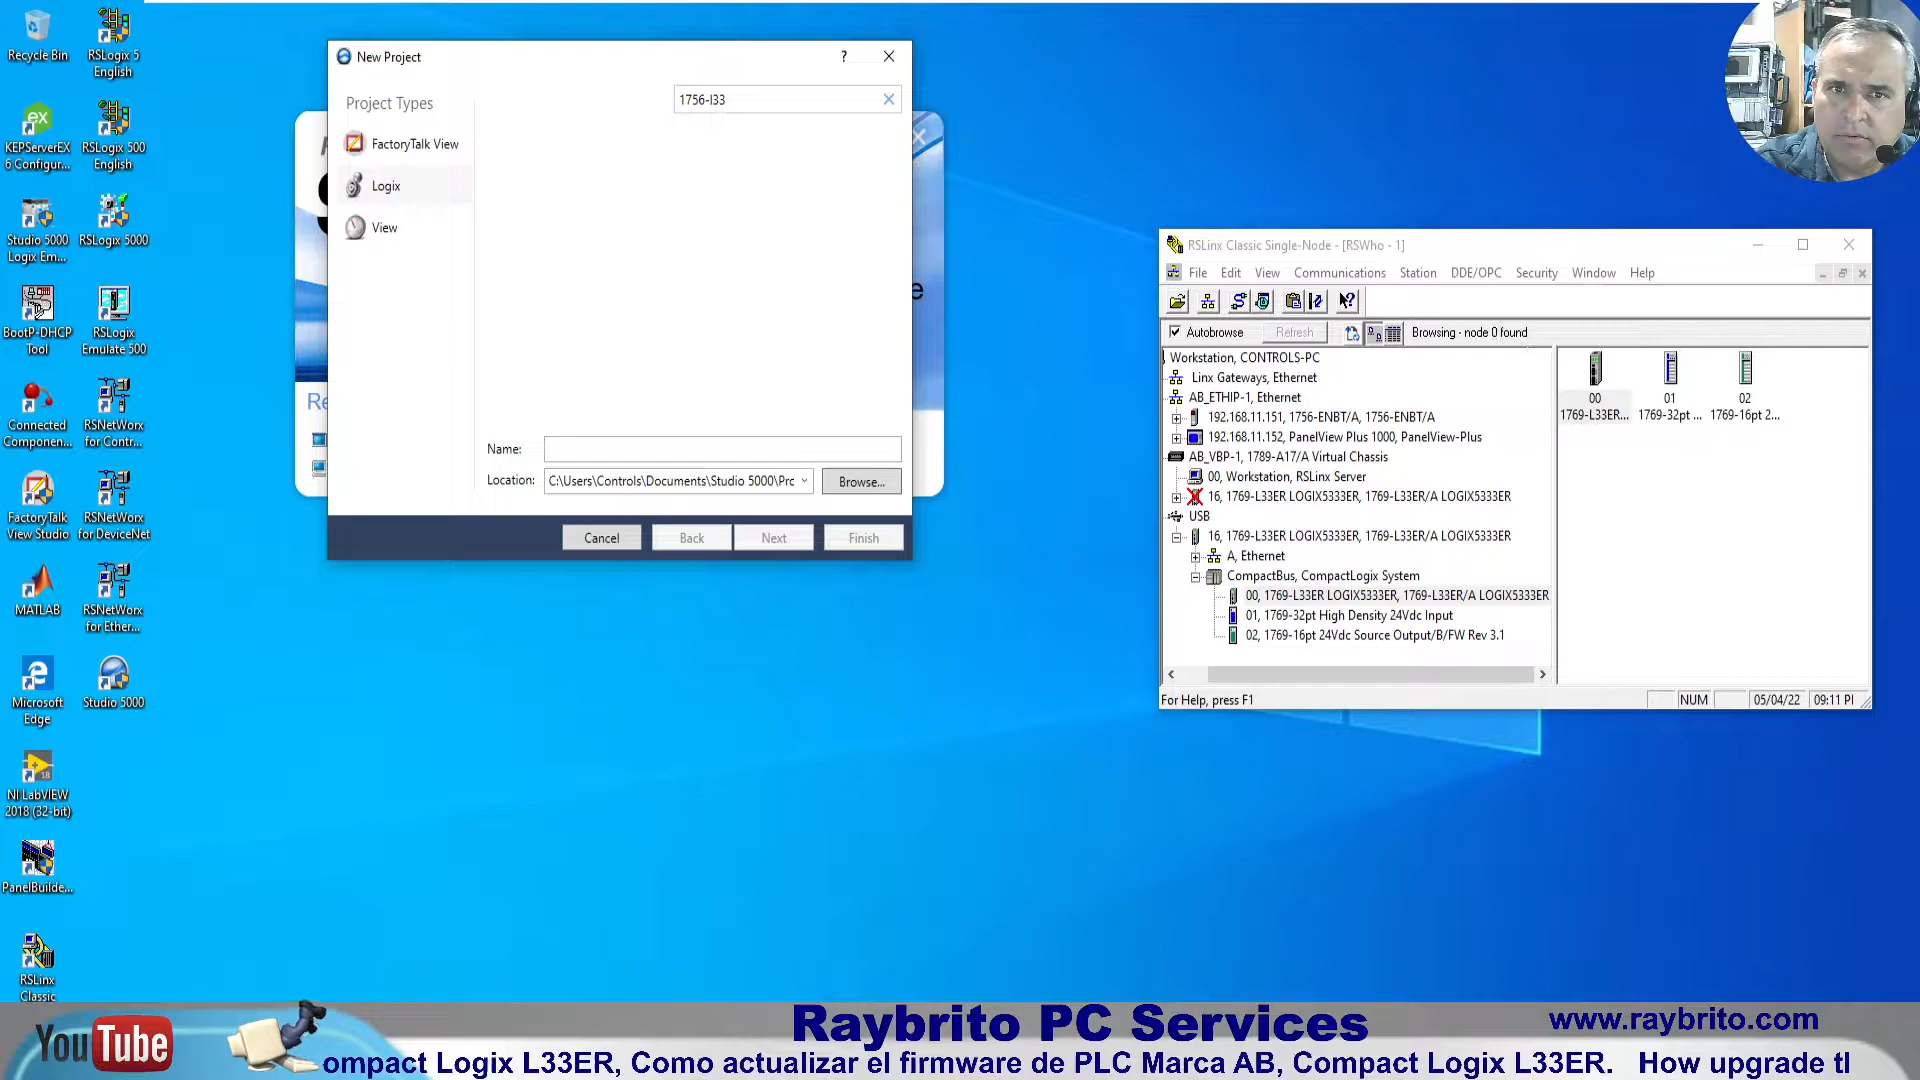 Recycle Bin
RSLogix 5
English
KEPServerEX
6 Configur...
RSLogix 500
English
Studio 5000
Logix Em...
RSLogix 5000
BootP-DHCP
Tool
RSLogix
Emulate 500
Connected
Componen...
RSNetWorx
for Contr...
FactoryTalk
View Studio
RSNetWorx
for DeviceNet
MATLAB
RSNetWorx
for Ether...
Microsoft
Edge
Studio 5000
NI LabVIEW
2018 (32-bit)
PanelBuilde...
RSLinx
Classic
New Project
?
Project Types
1756-l33
FactoryTalk View
Logix
View
Re
e
Name:
Location:
C:\Users\Controls\Documents\Studio 5000\Prc
Browse...
Cancel
Back
Next
Finish
RSLinx Classic Single-Node - [RSWho - 1]
File Edit View Communications Station DDE/OPC Security Window Help
Autobrowse
Refresh
Browsing - node 0 found
Workstation, CONTROLS-PC
Linx Gateways, Ethernet
AB_ETHIP-1, Ethernet
192.168.11.151, 1756-ENBT/A, 1756-ENBT/A
192.168.11.152, PanelView Plus 1000, PanelView-Plus
AB_VBP-1, 1789-A17/A Virtual Chassis
00, Workstation, RSLinx Server
16, 1769-L33ER LOGIX5333ER, 1769-L33ER/A LOGIX5333ER
USB
16, 1769-L33ER LOGIX5333ER, 1769-L33ER/A LOGIX5333ER
A, Ethernet
CompactBus, CompactLogix System
00, 1769-L33ER LOGIX5333ER, 1769-L33ER/A LOGIX5333ER
01, 1769-32pt High Density 24Vdc Input
02, 1769-16pt 24Vdc Source Output/B/FW Rev 3.1
00
1769-L33ER...
01
1769-32pt ...
02
1769-16pt 2...
For Help, press F1
NUM
05/04/22
09:11 PI
YouTube
Raybrito PC Services
www.raybrito.com
ompact Logix L33ER, Como actualizar el firmware de PLC Marca AB, Compact Logix L33ER. How upgrade tl